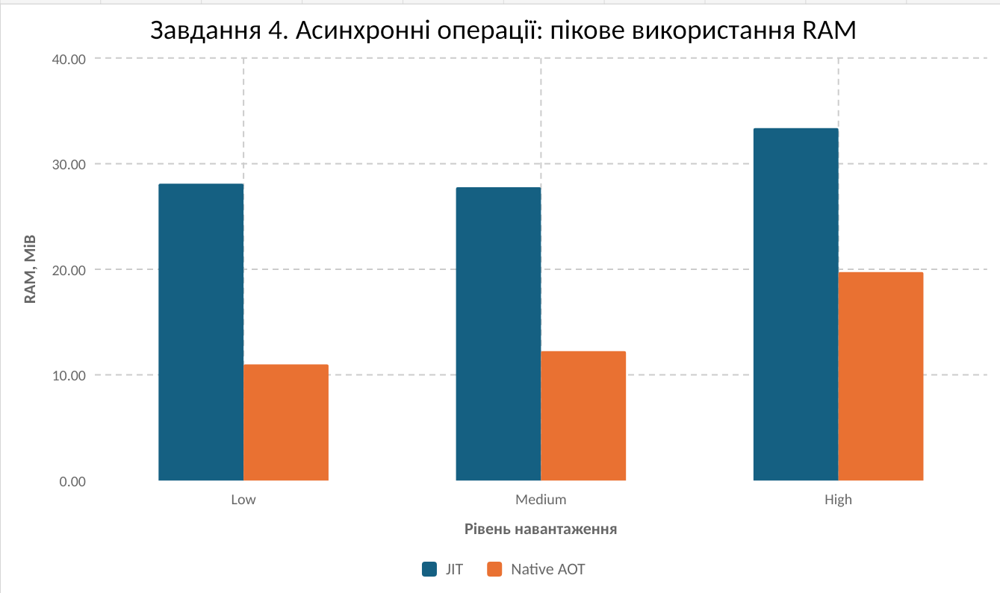 Завдання 4. Асинхронні операції: пікове використання RAM
40.00
30.00
20.00
10.00
0.00
RAM, MiB
Low Medium High
Рівень навантаження
JIT Native AOT